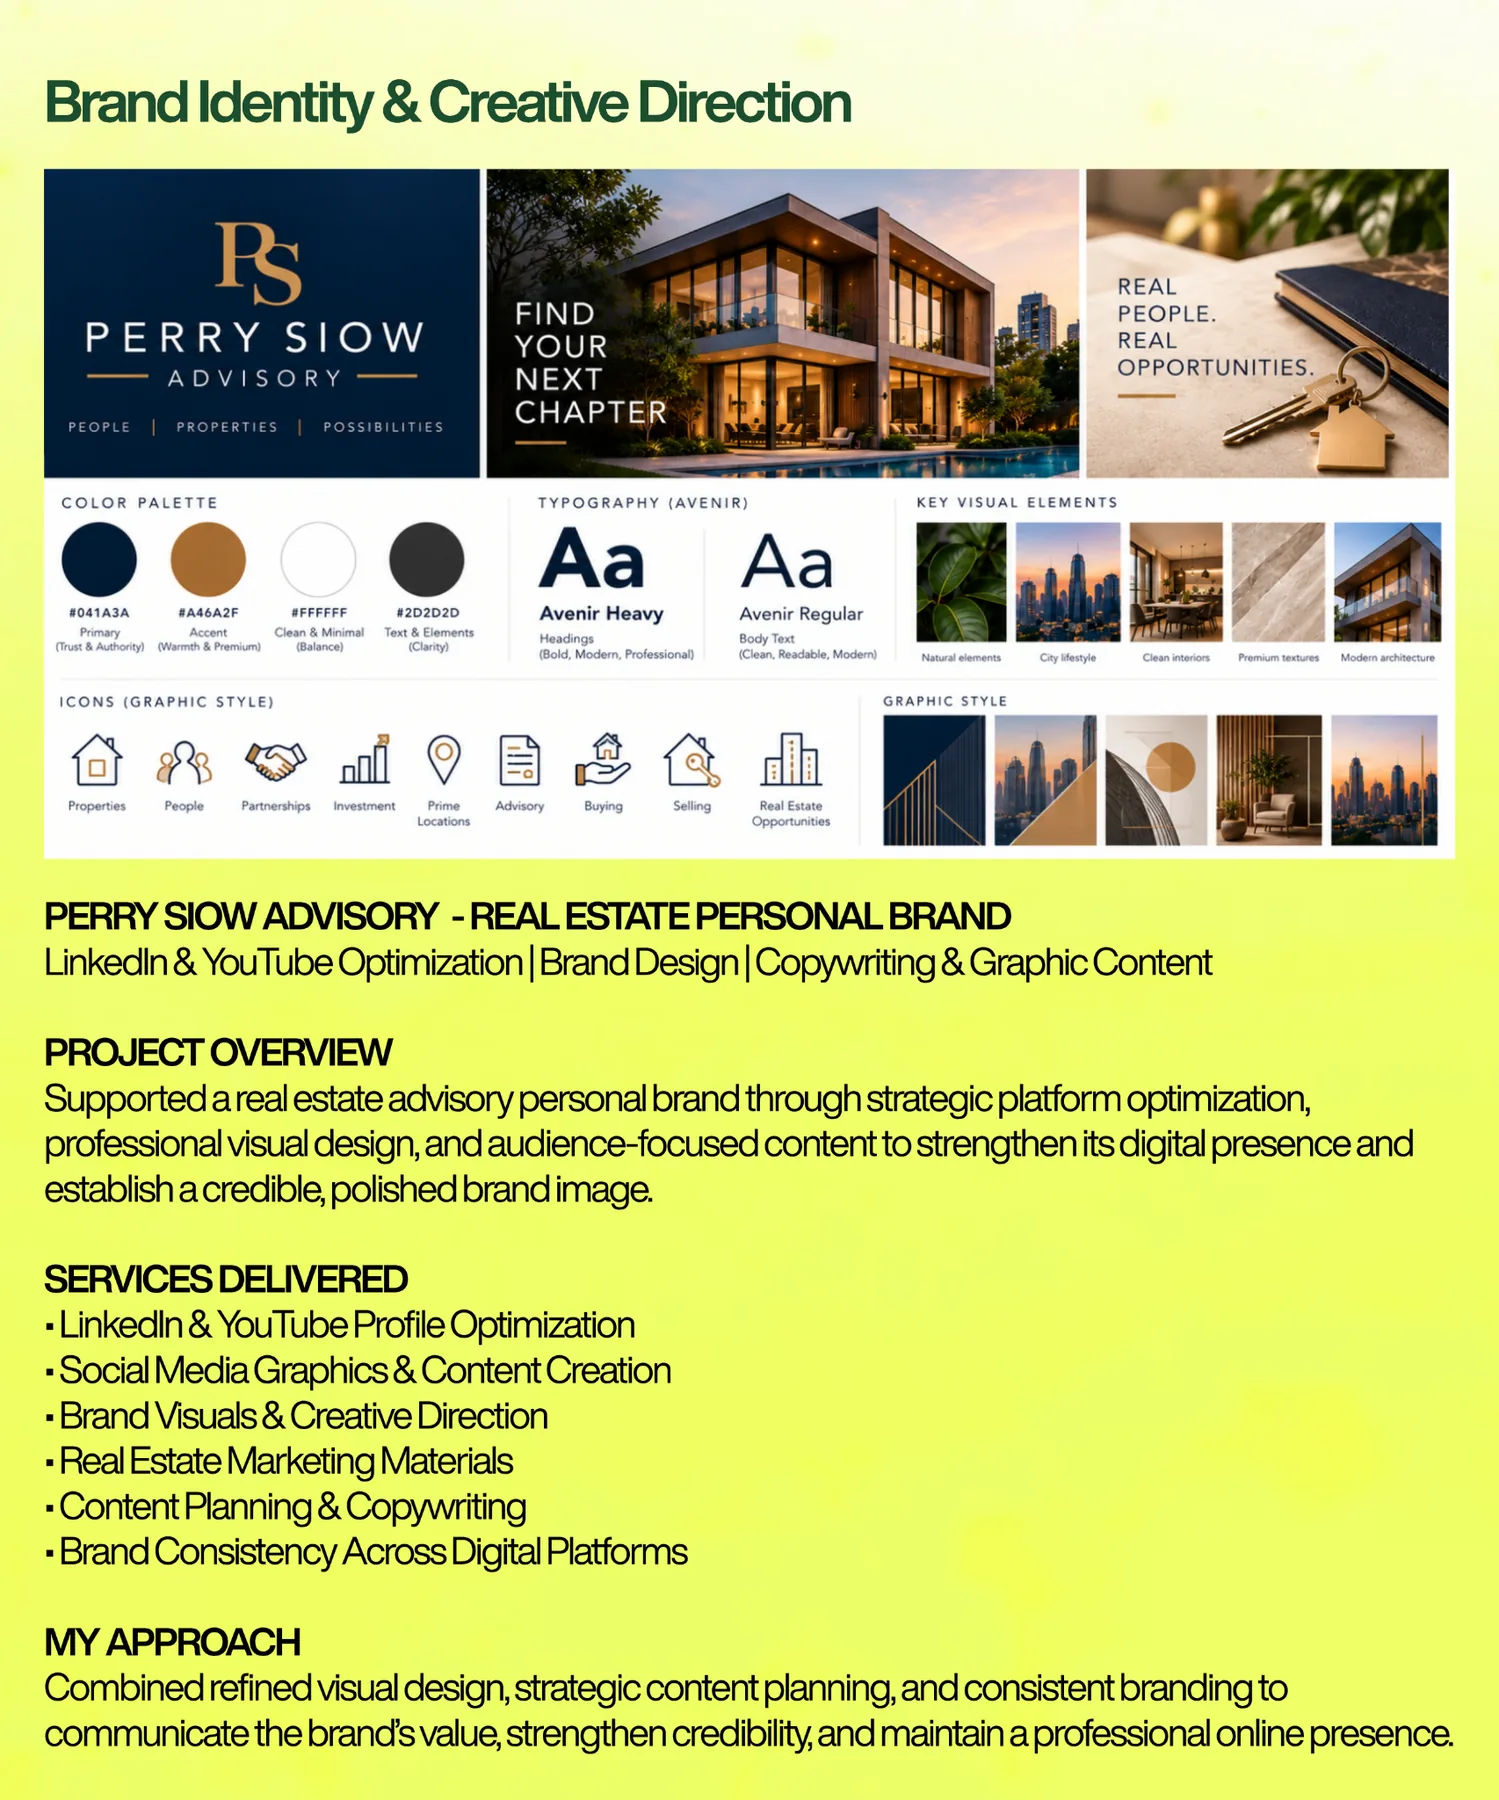 Brand Identity & Creative Direction
PS
PERRY SIOW
ADVISORY
PEOPLE | PROPERTIES | POSSIBILITIES
FIND
YOUR
NEXT
CHAPTER
REAL
PEOPLE.
REAL
OPPORTUNITIES.
COLOR PALETTE
#041A3A
Primary
(Trust & Authority)
#A46A2F
Accent
(Warmth & Premium)
#FFFFFF
Clean & Minimal
(Balance)
#2D2D2D
Text & Elements
(Clarity)
TYPOGRAPHY (AVENIR)
Aa
Avenir Heavy
Headings
(Bold, Modern, Professional)
Aa
Avenir Regular
Body Text
(Clean, Readable, Modern)
KEY VISUAL ELEMENTS
Natural elements
City lifestyle
Clean interiors
Premium textures
Modern architecture
ICONS (GRAPHIC STYLE)
Properties
People
Partnerships
Investment
Prime
Locations
Advisory
Buying
Selling
Real Estate
Opportunities
GRAPHIC STYLE
PERRY SIOW ADVISORY - REAL ESTATE PERSONAL BRAND
LinkedIn & YouTube Optimization | Brand Design | Copywriting & Graphic Content
PROJECT OVERVIEW
Supported a real estate advisory personal brand through strategic platform optimization,
professional visual design, and audience-focused content to strengthen its digital presence and
establish a credible, polished brand image.
SERVICES DELIVERED
▪ LinkedIn & YouTube Profile Optimization
▪ Social Media Graphics & Content Creation
▪ Brand Visuals & Creative Direction
▪ Real Estate Marketing Materials
▪ Content Planning & Copywriting
▪ Brand Consistency Across Digital Platforms
MY APPROACH
Combined refined visual design, strategic content planning, and consistent branding to
communicate the brand's value, strengthen credibility, and maintain a professional online presence.